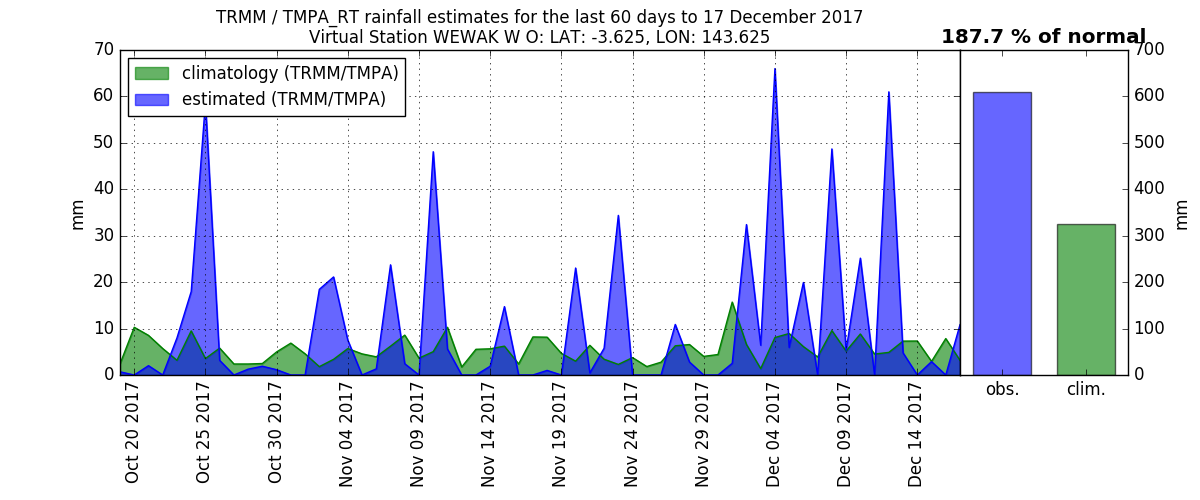 TRMM / TMPA_RT rainfall estimates for the last 60 days to 17 December 2017
Virtual Station WEWAK W O: LAT: -3.625, LON: 143.625
187.7 % of normal
climatology (TRMM/TMPA)
estimated (TRMM/TMPA)
70
60
50
40
30
20
10
0
mm
Oct 20 2017
Oct 25 2017
Oct 30 2017
Nov 04 2017
Nov 09 2017
Nov 14 2017
Nov 19 2017
Nov 24 2017
Nov 29 2017
Dec 04 2017
Dec 09 2017
Dec 14 2017
700
600
500
400
300
200
100
0
mm
obs.
clim.